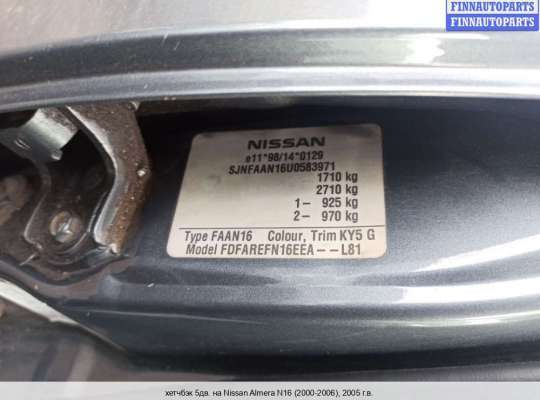 FINNAUTOPARTS
FINNAUTOPARTS
NISSAN
e11*98/14*0129
SJNFAAN16U0583971
1710 kg
2710 kg
1- 925 kg
2- 970 kg
Type FAAN16 Colour, Trim KY5 G
Model FDFAREFN16EEA--L81
хетчбэк 5дв. на Nissan Almera N16 (2000-2006), 2005 г.в.